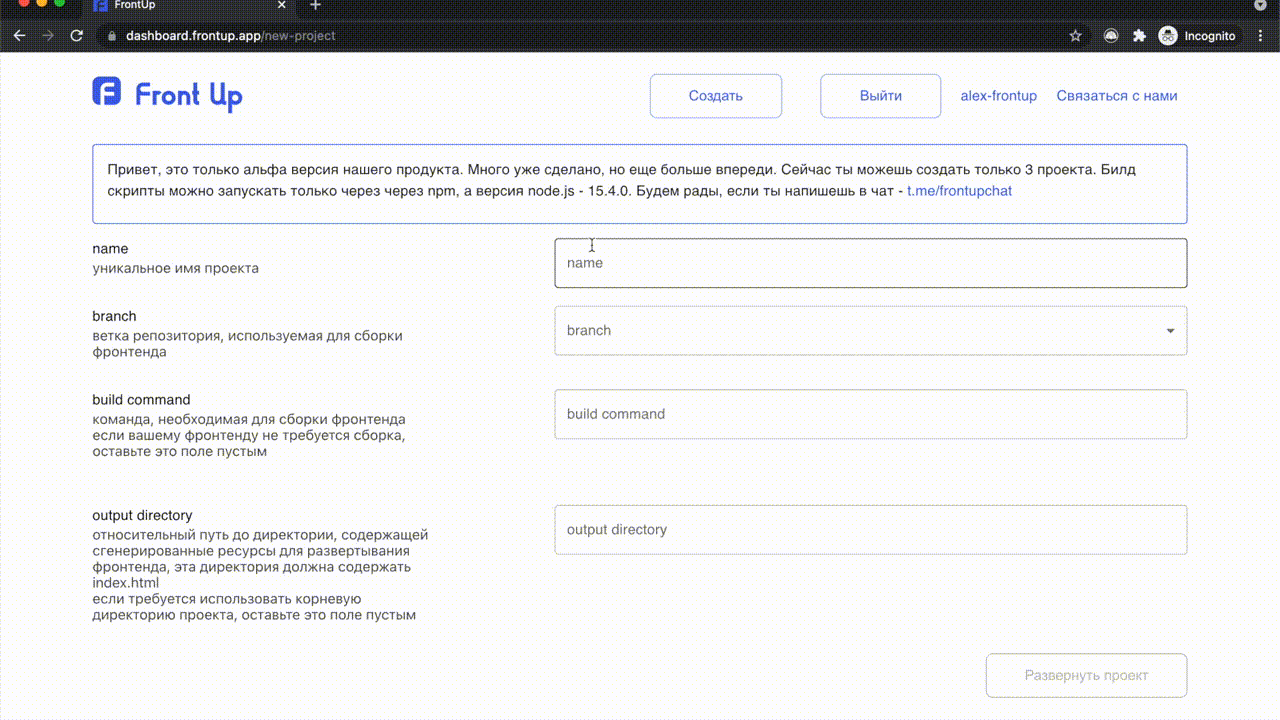 FrontUp
dashboard.frontup.app/new-project
Incognito
Front Up
Создать
Выйти
alex-frontup
Связаться с нами
Привет, это только альфа версия нашего продукта. Много уже сделано, но еще больше впереди. Сейчас ты можешь создать только 3 проекта. Билд
скрипты можно запускать только через через npm, а версия node.js - 15.4.0. Будем рады, если ты напишешь в чат - t.me/frontupchat
name
уникальное имя проекта
name
branch
ветка репозитория, используемая для сборки
фронтенда
branch
build command
команда, необходимая для сборки фронтенда
если вашему фронтенду не требуется сборка,
оставьте это поле пустым
build command
output directory
относительный путь до директории, содержащей
сгенерированные ресурсы для развертывания
фронтенда, эта директория должна содержать
index.html
если требуется использовать корневую
директорию проекта, оставьте это поле пустым
output directory
Развернуть проект